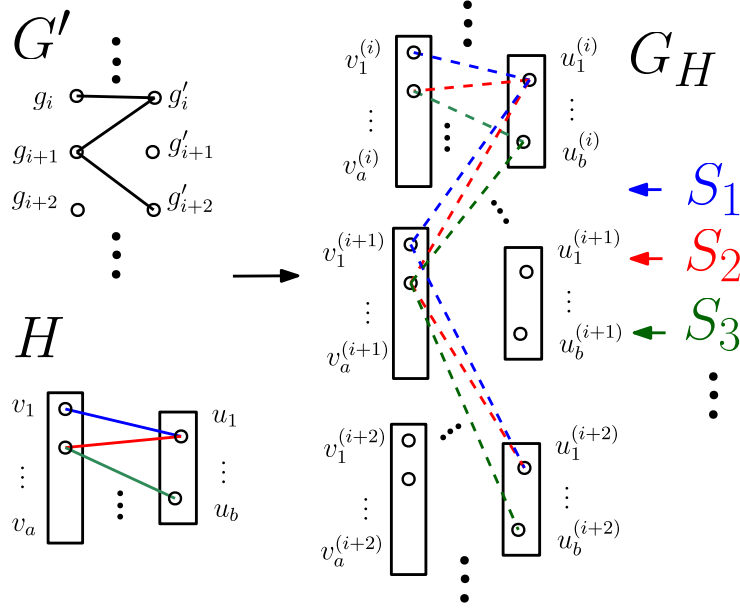 G′
g_i g′_i
g_{i+1} g′_{i+1}
g_{i+2} g′_{i+2}
H
v_1 u_1
v_a u_b
G_H
v_1^{(i)} u_1^{(i)}
v_a^{(i)} u_b^{(i)}
v_1^{(i+1)} u_1^{(i+1)}
v_a^{(i+1)} u_b^{(i+1)}
v_1^{(i+2)} u_1^{(i+2)}
v_a^{(i+2)} u_b^{(i+2)}
S_1
S_2
S_3